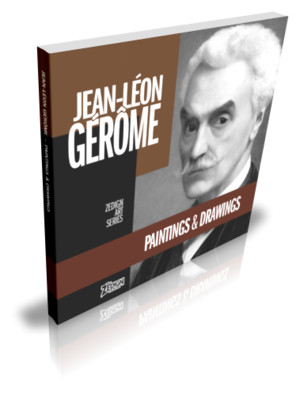 JEAN-LÉON
GÉRÔME
ZEDIGN
ART
SERIES
PAINTINGS & DRAWINGS
JEAN-LÉON GÉRÔME - PAINTINGS & DRAWINGS